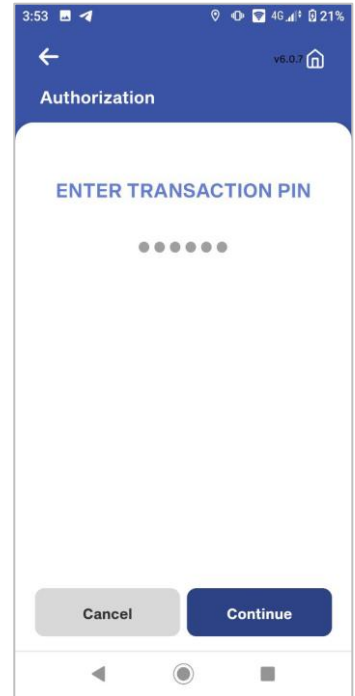 3:53 4G 21%
v6.0.7
Authorization
ENTER TRANSACTION PIN
Cancel Continue